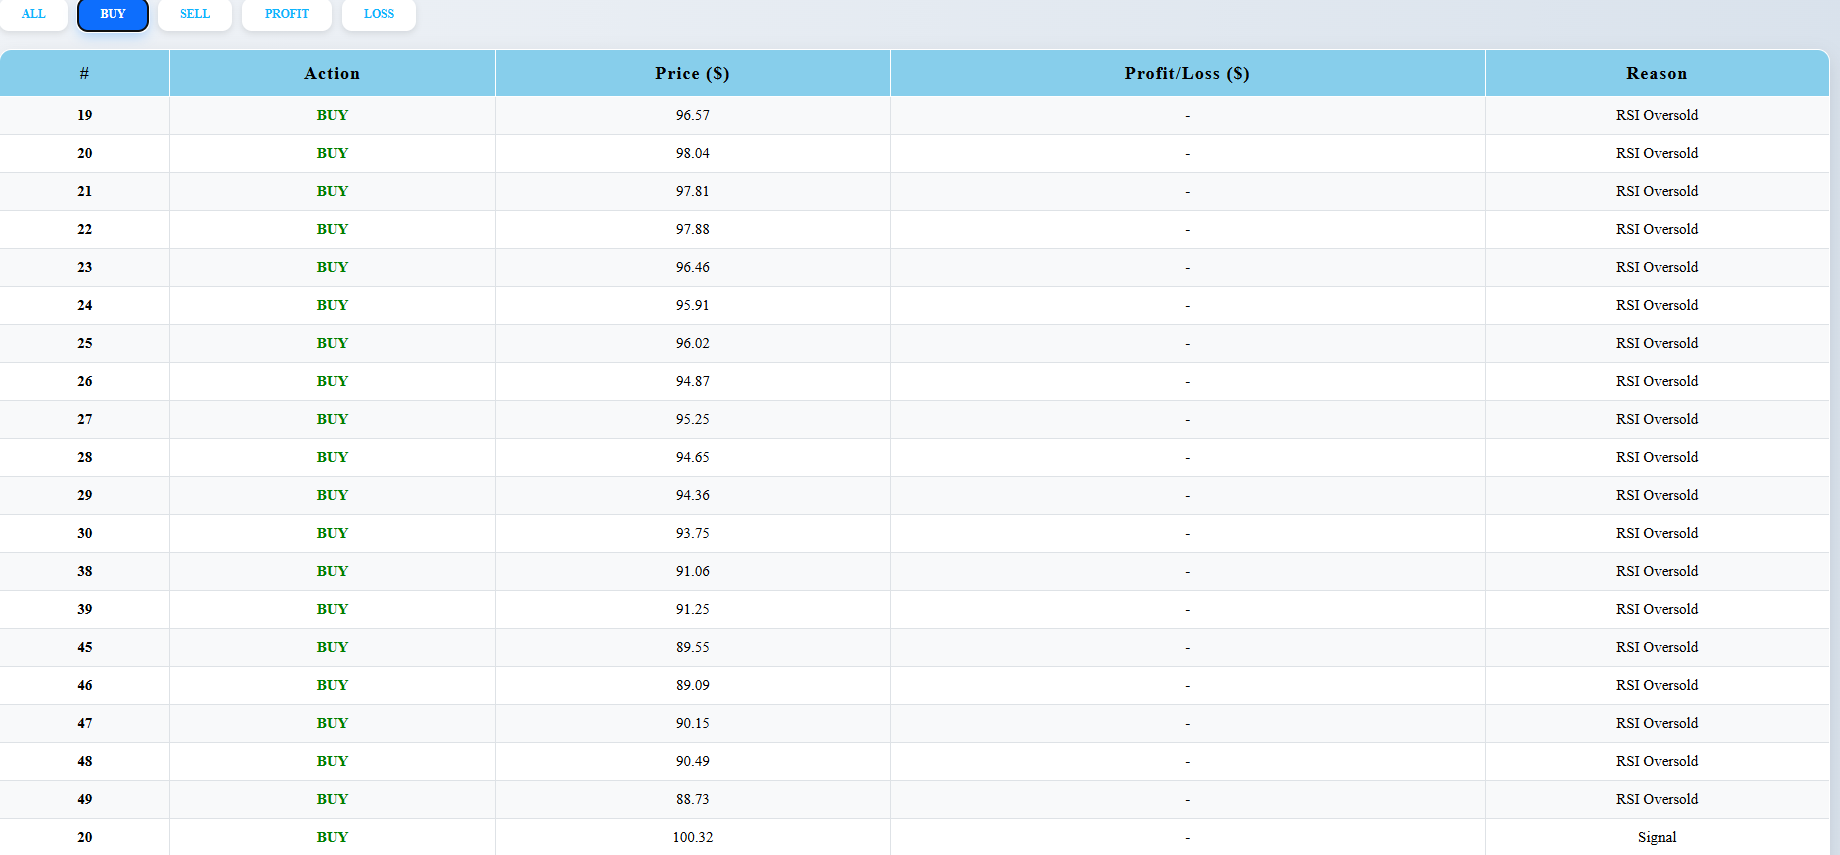 ALL BUY SELL PROFIT LOSS
# Action Price ($) Profit/Loss ($) Reason
19 BUY 96.57 - RSI Oversold
20 BUY 98.04 - RSI Oversold
21 BUY 97.81 - RSI Oversold
22 BUY 97.88 - RSI Oversold
23 BUY 96.46 - RSI Oversold
24 BUY 95.91 - RSI Oversold
25 BUY 96.02 - RSI Oversold
26 BUY 94.87 - RSI Oversold
27 BUY 95.25 - RSI Oversold
28 BUY 94.65 - RSI Oversold
29 BUY 94.36 - RSI Oversold
30 BUY 93.75 - RSI Oversold
38 BUY 91.06 - RSI Oversold
39 BUY 91.25 - RSI Oversold
45 BUY 89.55 - RSI Oversold
46 BUY 89.09 - RSI Oversold
47 BUY 90.15 - RSI Oversold
48 BUY 90.49 - RSI Oversold
49 BUY 88.73 - RSI Oversold
20 BUY 100.32 - Signal